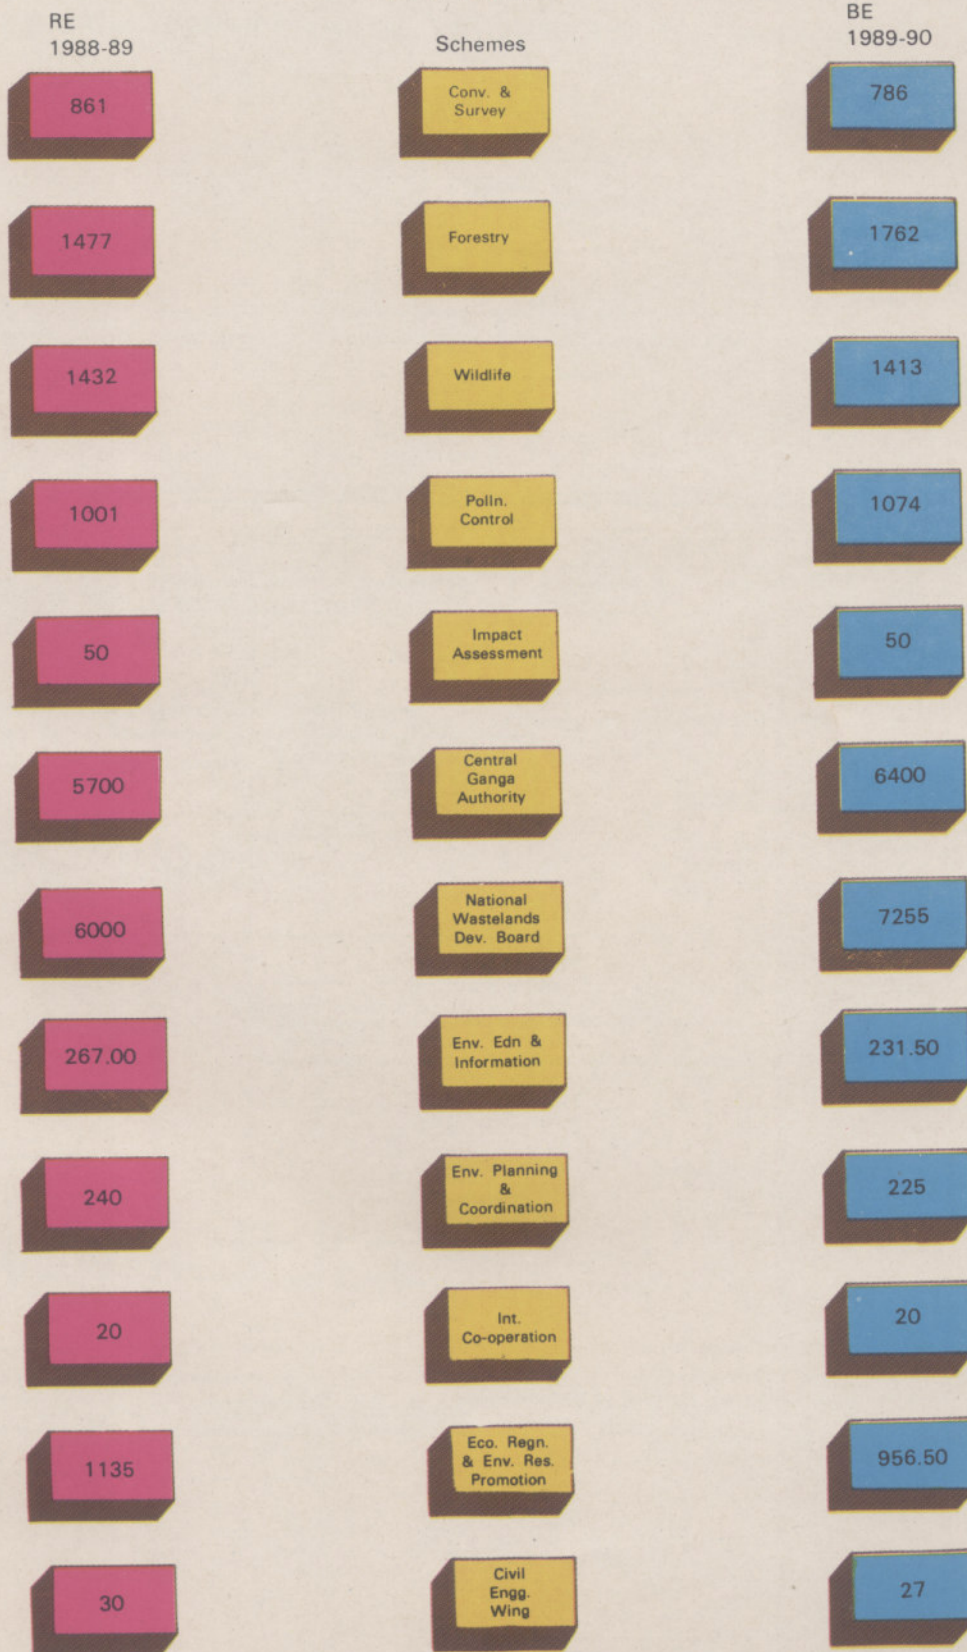 RE
1988-89
Schemes
BE
1989-90
861
Conv. &
Survey
786
1477
Forestry
1762
1432
Wildlife
1413
1001
Polln.
Control
1074
50
Impact
Assessment
50
5700
Central
Ganga
Authority
6400
6000
National
Wastelands
Dev. Board
7255
267.00
Env. Edn &
Information
231.50
240
Env. Planning
&
Coordination
225
20
Int.
Co-operation
20
1135
Eco. Regn.
& Env. Res.
Promotion
956.50
30
Civil
Engg.
Wing
27